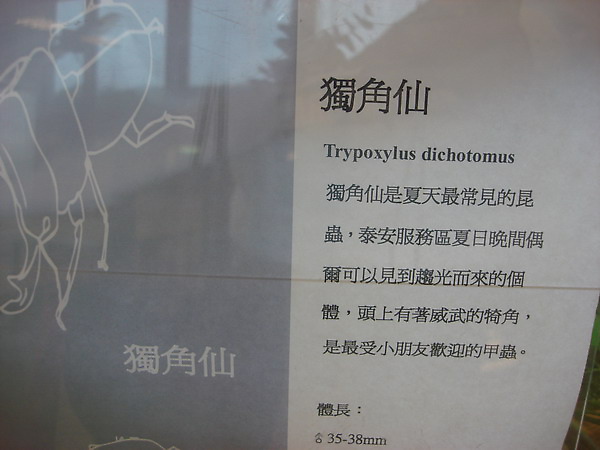 獨角仙
Trypoxylus dichotomus
獨角仙是夏天最常見的昆
蟲，泰安服務區夏日晚間偶
爾可以見到趨光而來的個
體，頭上有著威武的犄角，
是最受小朋友歡迎的甲蟲。
體長：
35-38mm
獨角仙